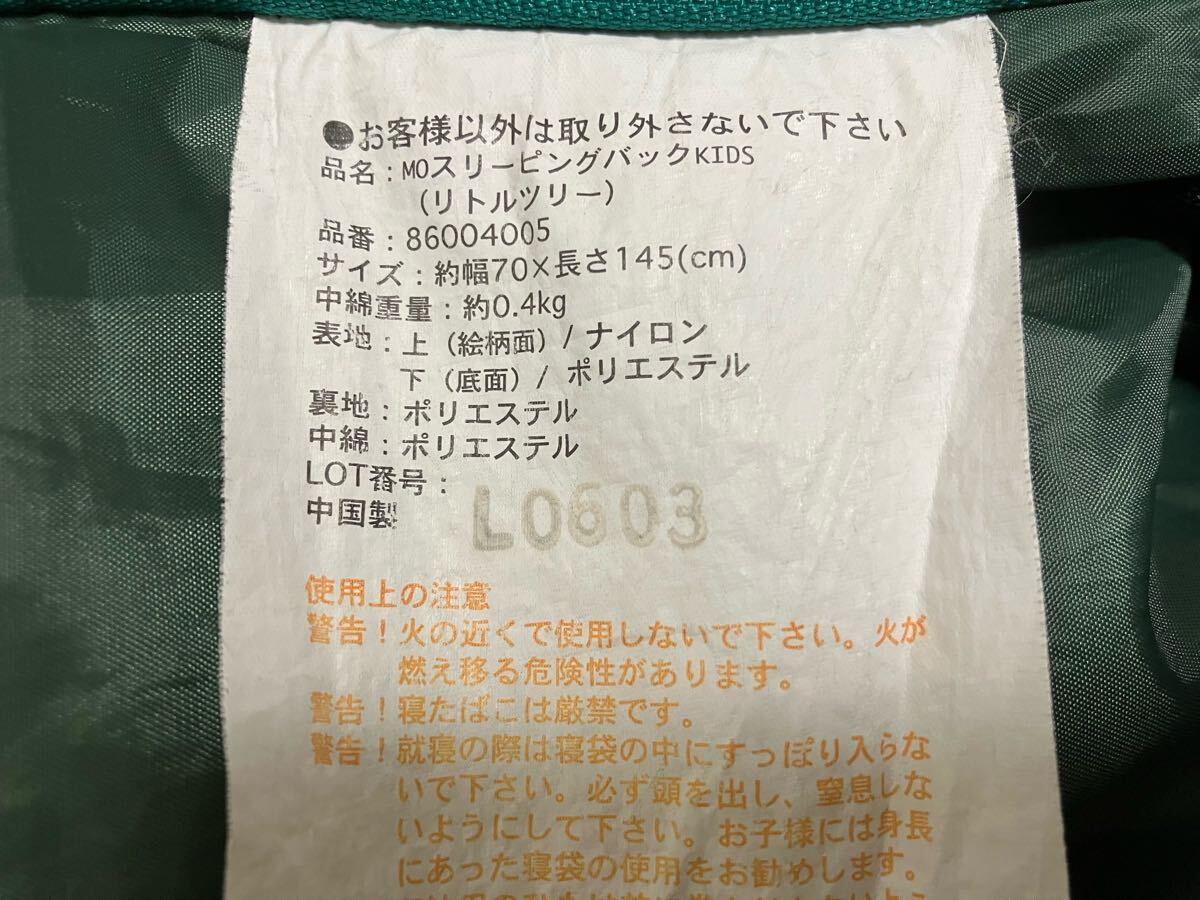 ●お客様以外は取り外さないで下さい
品名：MOスリーピングバックKIDS
（リトルツリー）
品番：86004005
サイズ：約幅70×長さ145(cm)
中綿重量：約0.4kg
表地：上（絵柄面）/ ナイロン
下（底面）/ ポリエステル
裏地：ポリエステル
中綿：ポリエステル
LOT番号：
中国製 L0603
使用上の注意
警告！火の近くで使用しないで下さい。火が
燃え移る危険性があります。
警告！寝たばこは厳禁です。
警告！就寝の際は寝袋の中にすっぽり入らな
いで下さい。必ず頭を出し、窒息しな
いようにして下さい。お子様には身長
にあった寝袋の使用をお勧めします。